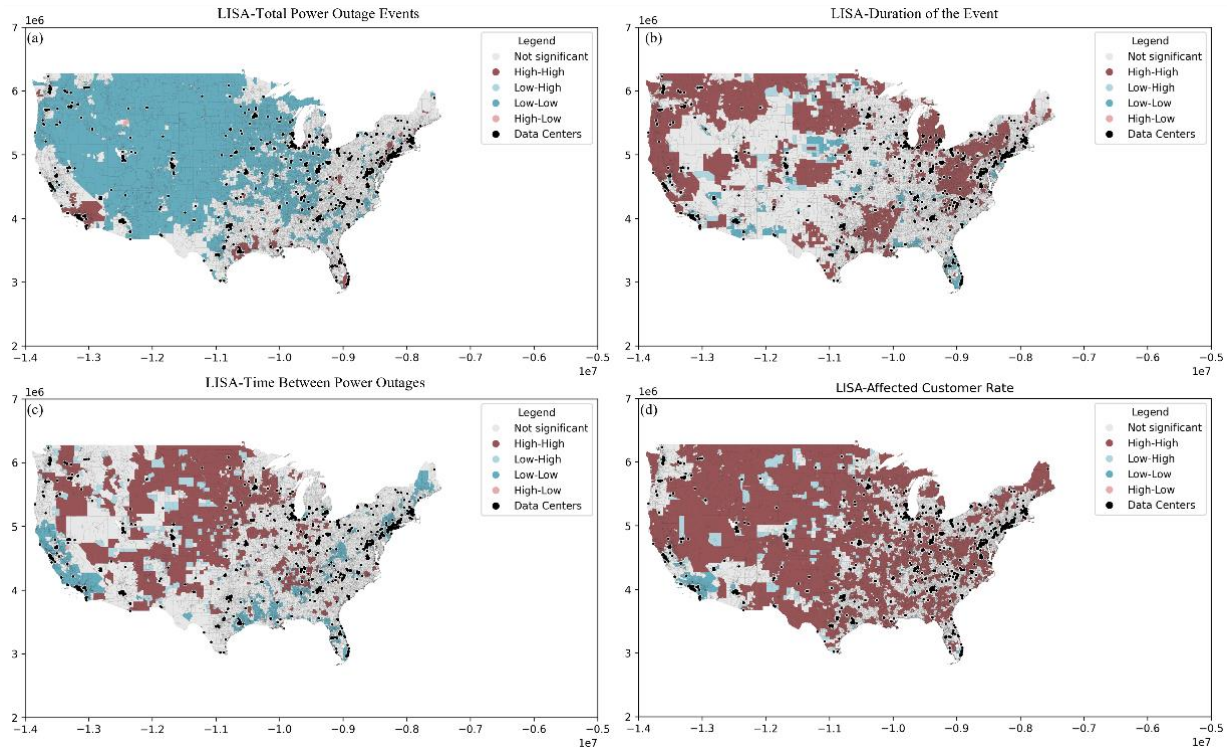 LISA-Total Power Outage Events
1e6
(a)
7
6
5
4
3
2
−1.4 −1.3 −1.2 −1.1 −1.0 −0.9 −0.8 −0.7 −0.6 −0.5
1e7
Legend
Not significant
High-High
Low-High
Low-Low
High-Low
Data Centers
LISA-Duration of the Event
1e6
(b)
7
6
5
4
3
2
−1.4 −1.3 −1.2 −1.1 −1.0 −0.9 −0.8 −0.7 −0.6 −0.5
1e7
Legend
Not significant
High-High
Low-High
Low-Low
High-Low
Data Centers
LISA-Time Between Power Outages
1e6
(c)
7
6
5
4
3
2
−1.4 −1.3 −1.2 −1.1 −1.0 −0.9 −0.8 −0.7 −0.6 −0.5
1e7
Legend
Not significant
High-High
Low-High
Low-Low
High-Low
Data Centers
LISA-Affected Customer Rate
1e6
(d)
7
6
5
4
3
2
−1.4 −1.3 −1.2 −1.1 −1.0 −0.9 −0.8 −0.7 −0.6 −0.5
1e7
Legend
Not significant
High-High
Low-High
Low-Low
High-Low
Data Centers